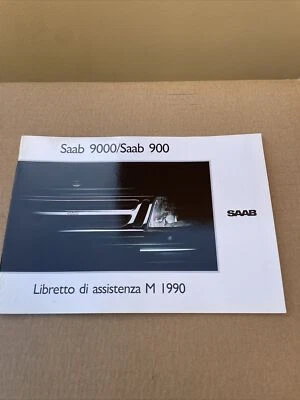 Saab 9000/Saab 900
SAAB
Libretto di assistenza M 1990